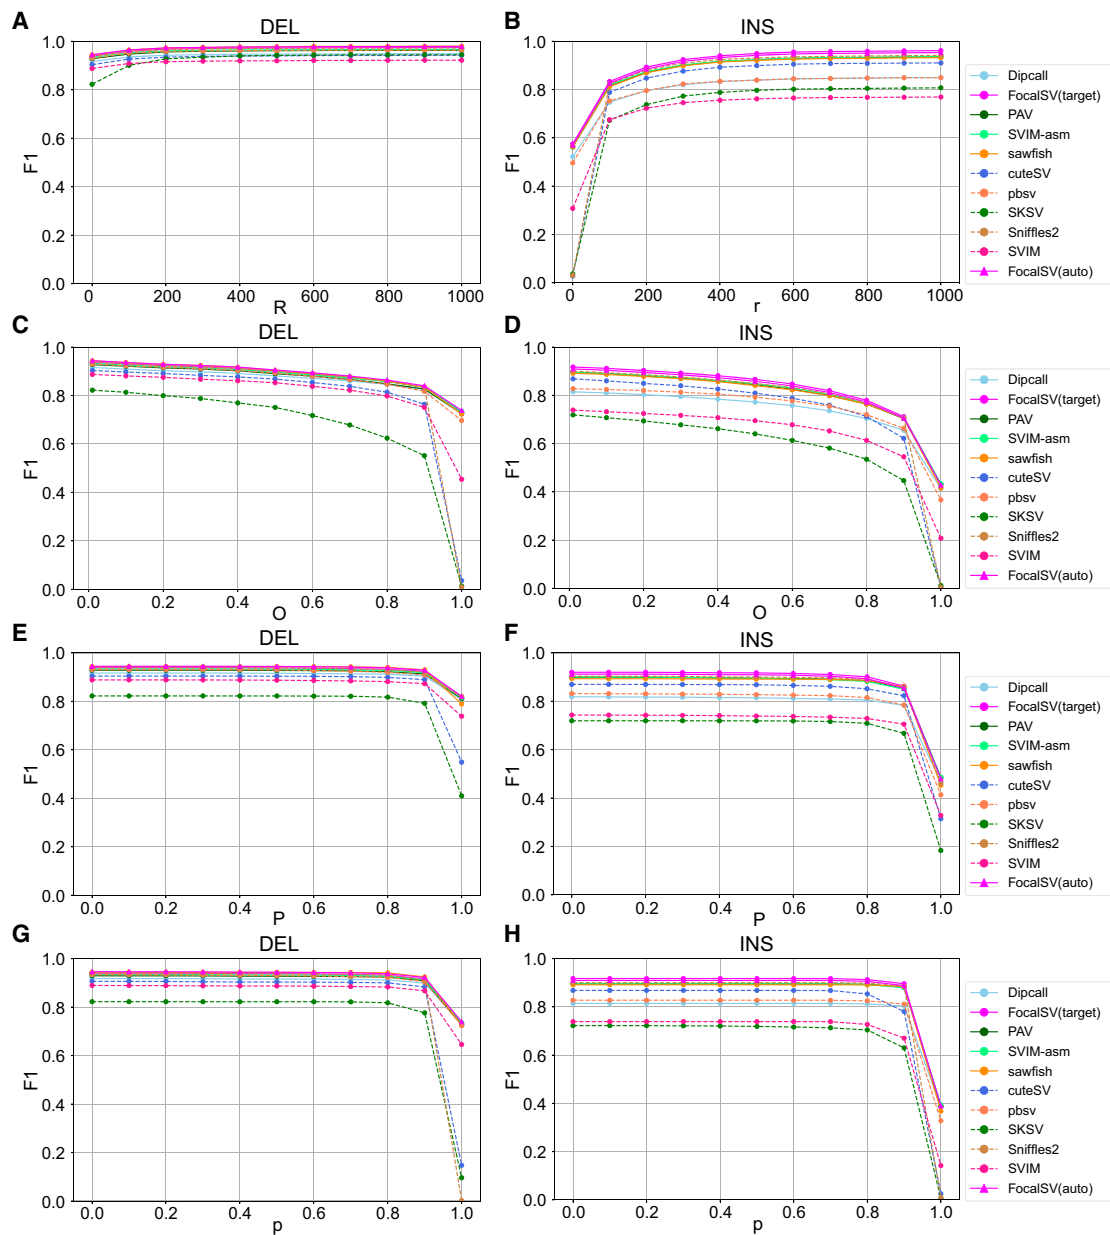 A
DEL
1.0
0.8
0.6
0.4
0.2
0.0
F1
0
200
400
600
800
1000
R
B
INS
1.0
0.8
0.6
0.4
0.2
0.0
F1
0
200
400
600
800
1000
r
Dipcall
FocalSV(target)
PAV
SVIM-asm
sawfish
cuteSV
pbsv
SKSV
Sniffles2
SVIM
FocalSV(auto)
C
DEL
1.0
0.8
0.6
0.4
0.2
0.0
F1
0.0
0.2
0.4
0.6
0.8
1.0
O
D
INS
1.0
0.8
0.6
0.4
0.2
0.0
F1
0.0
0.2
0.4
0.6
0.8
1.0
O
Dipcall
FocalSV(target)
PAV
SVIM-asm
sawfish
cuteSV
pbsv
SKSV
Sniffles2
SVIM
FocalSV(auto)
E
DEL
1.0
0.8
0.6
0.4
0.2
0.0
F1
0.0
0.2
0.4
0.6
0.8
1.0
P
F
INS
1.0
0.8
0.6
0.4
0.2
0.0
F1
0.0
0.2
0.4
0.6
0.8
1.0
P
Dipcall
FocalSV(target)
PAV
SVIM-asm
sawfish
cuteSV
pbsv
SKSV
Sniffles2
SVIM
FocalSV(auto)
G
DEL
1.0
0.8
0.6
0.4
0.2
0.0
F1
0.0
0.2
0.4
0.6
0.8
1.0
p
H
INS
1.0
0.8
0.6
0.4
0.2
0.0
F1
0.0
0.2
0.4
0.6
0.8
1.0
p
Dipcall
FocalSV(target)
PAV
SVIM-asm
sawfish
cuteSV
pbsv
SKSV
Sniffles2
SVIM
FocalSV(auto)